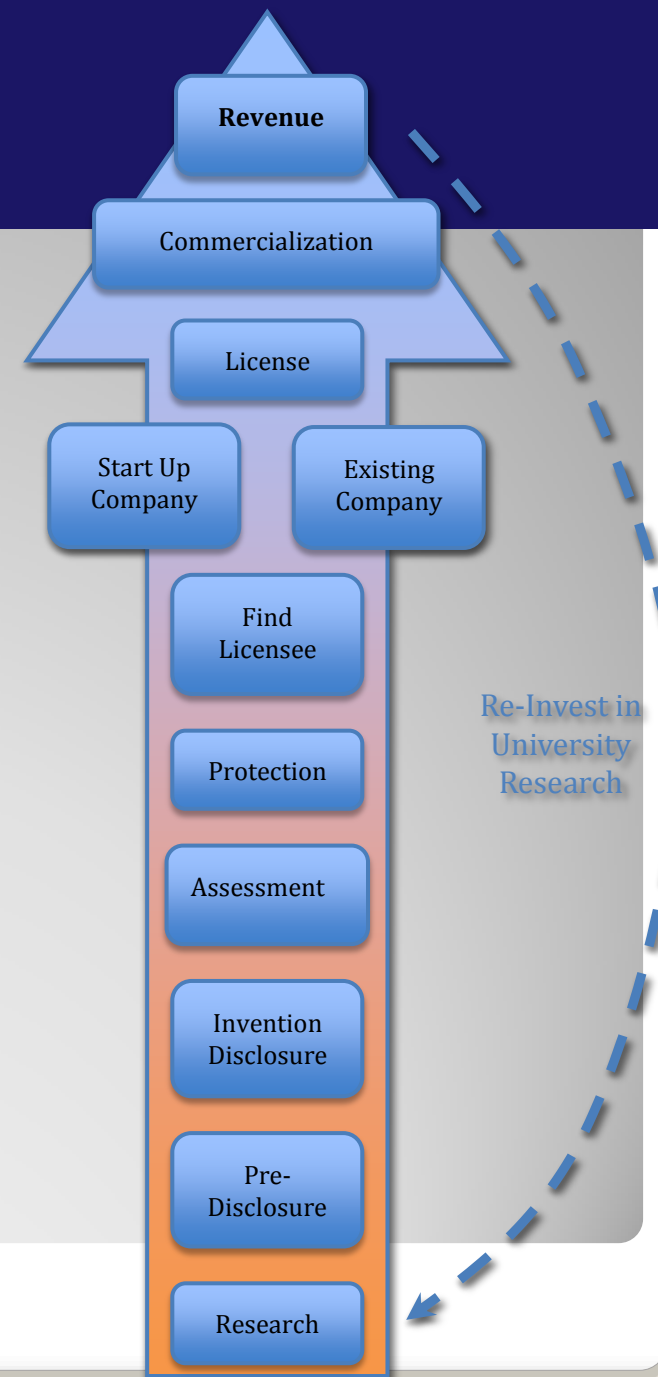 Revenue
Commercialization
License
Start Up
Company
Existing
Company
Find
Licensee
Re-Invest in
University
Research
Protection
Assessment
Invention
Disclosure
Pre-
Disclosure
Research